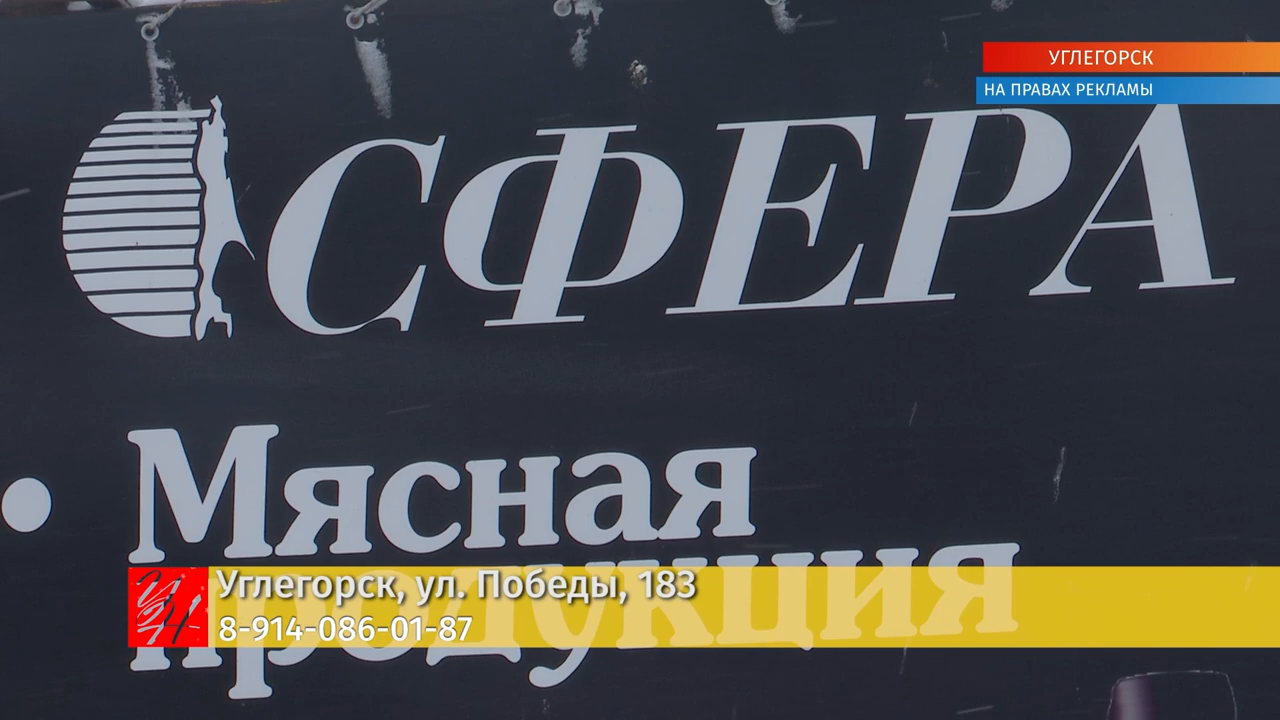 УГЛЕГОРСК
НА ПРАВАХ РЕКЛАМЫ
СФЕРА
• Мясная
продукция
Углегорск, ул. Победы, 183
8-914-086-01-87